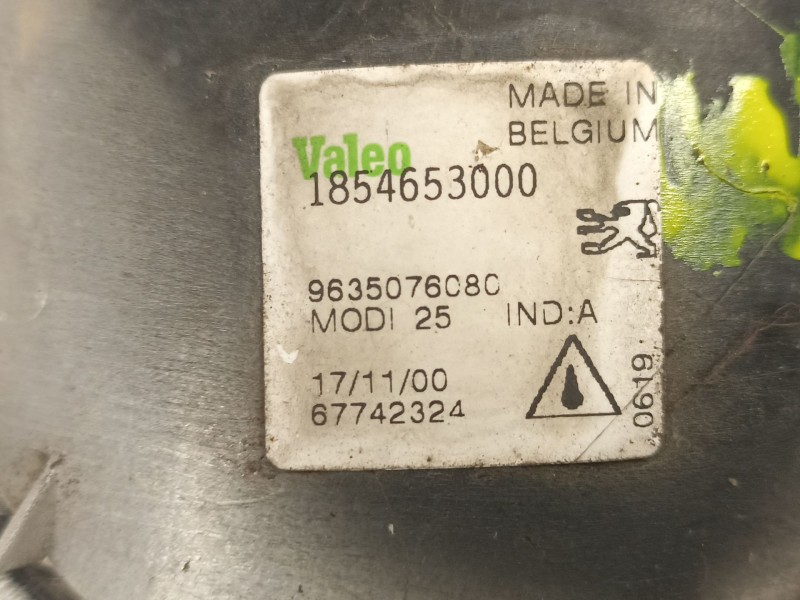 MADE IN
BELGIUM
Valeo
1854653000
9635076080
MODI 25 IND:A
17/11/00
67742324
0619